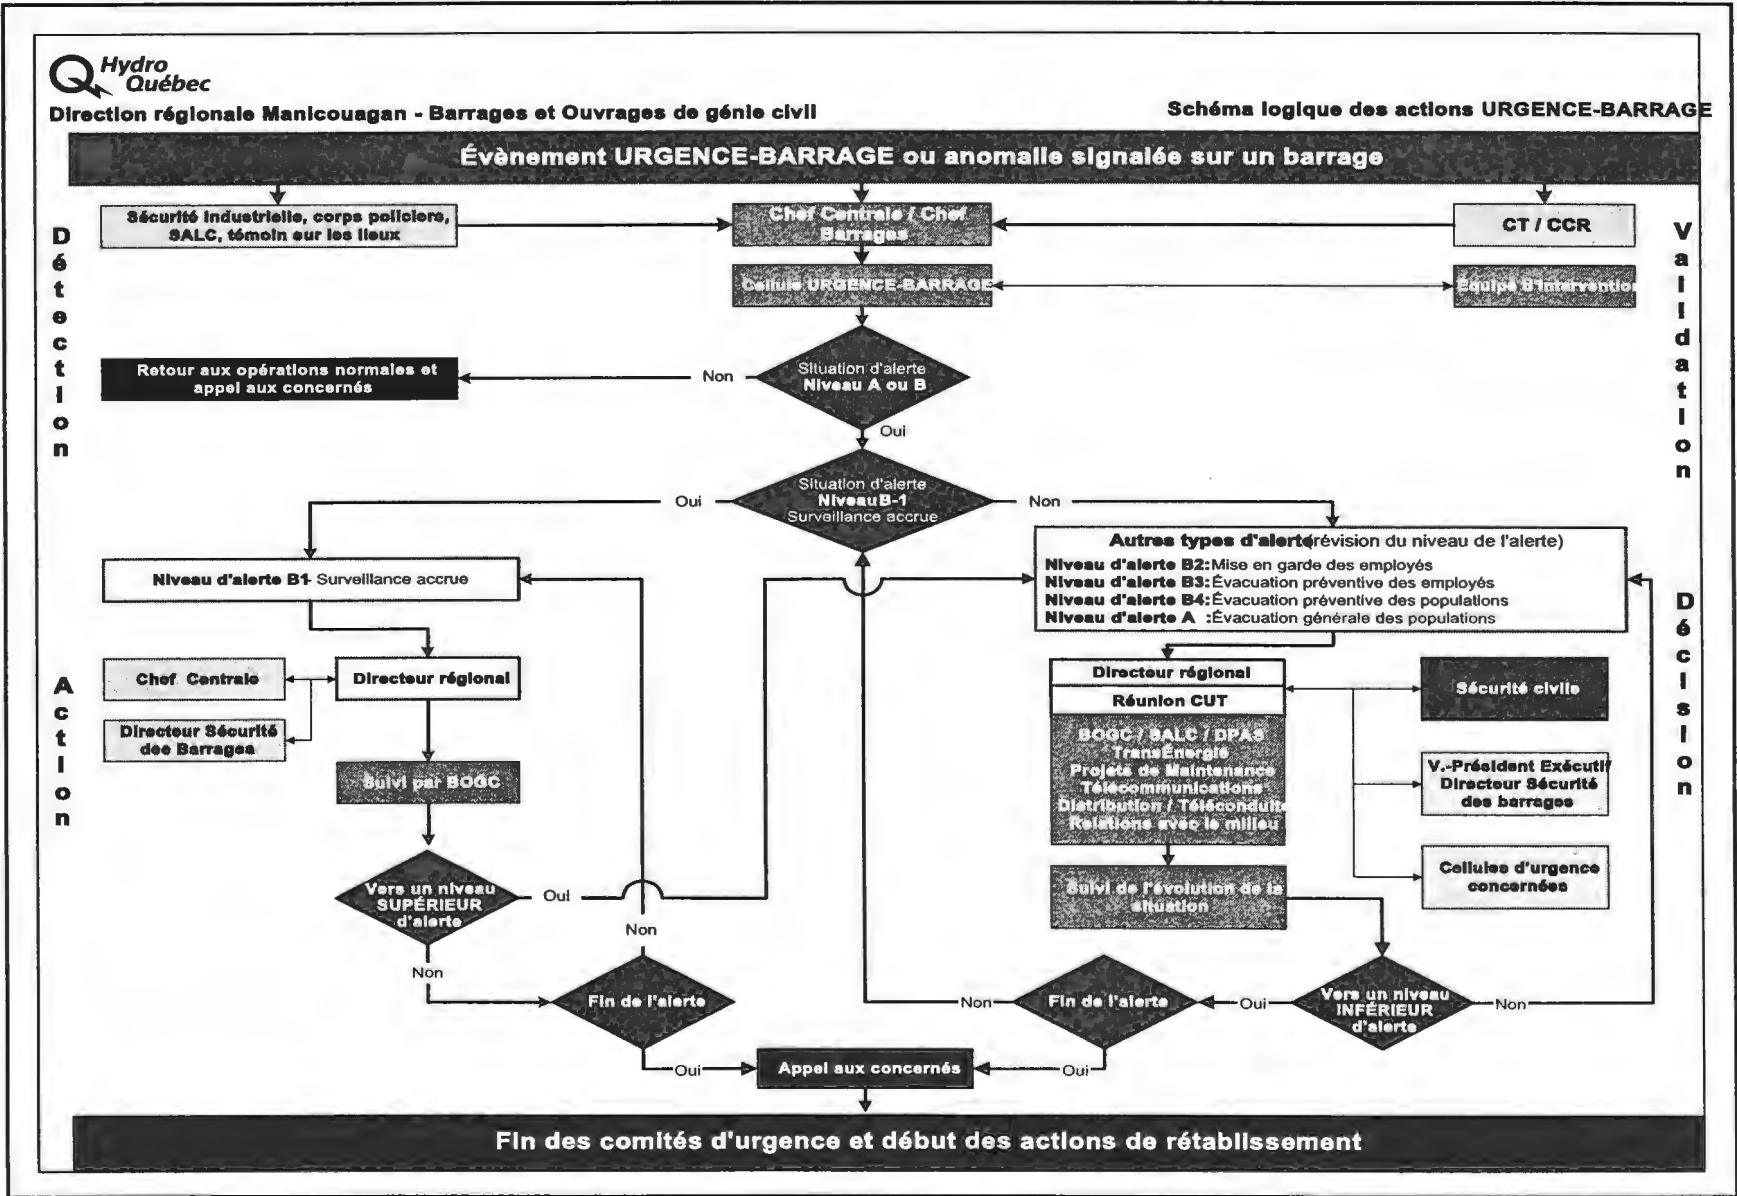 Hydro
Québec
Direction régionale Manicouagan - Barrages et Ouvrages de génie civil
Schéma logique des actions URGENCE-BARRAGE
Évènement URGENCE-BARRAGE ou anomalie signalée sur un barrage
Détection
Validation
Sécurité industrielle, corps policiers,
SALC, témoin sur les lieux
Chef Centrale / Chef
Barrages
CT / CCR
Cellule URGENCE-BARRAGE
Équipe d'intervention
Situation d'alerte
Niveau A ou B
Non
Retour aux opérations normales et
appel aux concernés
Oui
Situation d'alerte
Niveau B-1
Surveillance accrue
Oui
Non
Niveau d'alerte B1- Surveillance accrue
Autres types d'alerte(révision du niveau de l'alerte)
Niveau d'alerte B2:Mise en garde des employés
Niveau d'alerte B3:Évacuation préventive des employés
Niveau d'alerte B4:Évacuation préventive des populations
Niveau d'alerte A :Évacuation générale des populations
Action
Décision
Chef Centrale
Directeur régional
Directeur Sécurité
des Barrages
Suivi par BOGC
Directeur régional
Réunion CUT
BOGC / SALC / DPAS
TransÉnergie
Projets de Maintenance
Télécommunications
Distribution / Téléconduite
Relations avec le milieu
Sécurité civile
V.-Président Exécutif
Directeur Sécurité
des barrages
Cellules d'urgence
concernées
Suivi de l'évolution de la
situation
Vers un niveau
SUPÉRIEUR
d'alerte
Oui
Non
Non
Fin de l'alerte
Non
Fin de l'alerte
Oui
Vers un niveau
INFÉRIEUR
d'alerte
Non
Oui
Appel aux concernés
Oui
Fin des comités d'urgence et début des actions de rétablissement